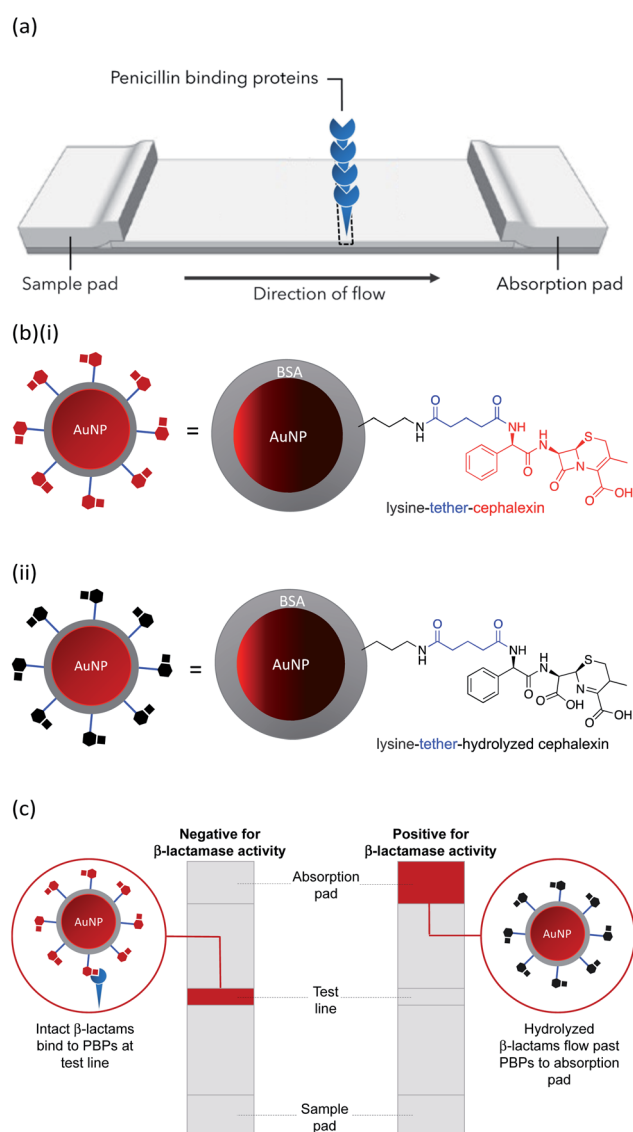 (a)
Penicillin binding proteins
Sample pad
Direction of flow
Absorption pad
(b)(i)
AuNP
=
BSA
AuNP
O
O
N
H
NH
H
N
O
O
N
H
S
O
OH
lysine-tether-cephalexin
(ii)
AuNP
=
BSA
AuNP
O
O
N
H
NH
H
N
O
H
S
N
O
OH
O
OH
lysine-tether-hydrolyzed cephalexin
(c)
Negative for
β-lactamase activity
Positive for
β-lactamase activity
Absorption
pad
AuNP
AuNP
Test
line
Intact β-lactams
bind to PBPs at
test line
Hydrolyzed
β-lactams flow past
PBPs to absorption
pad
Sample
pad